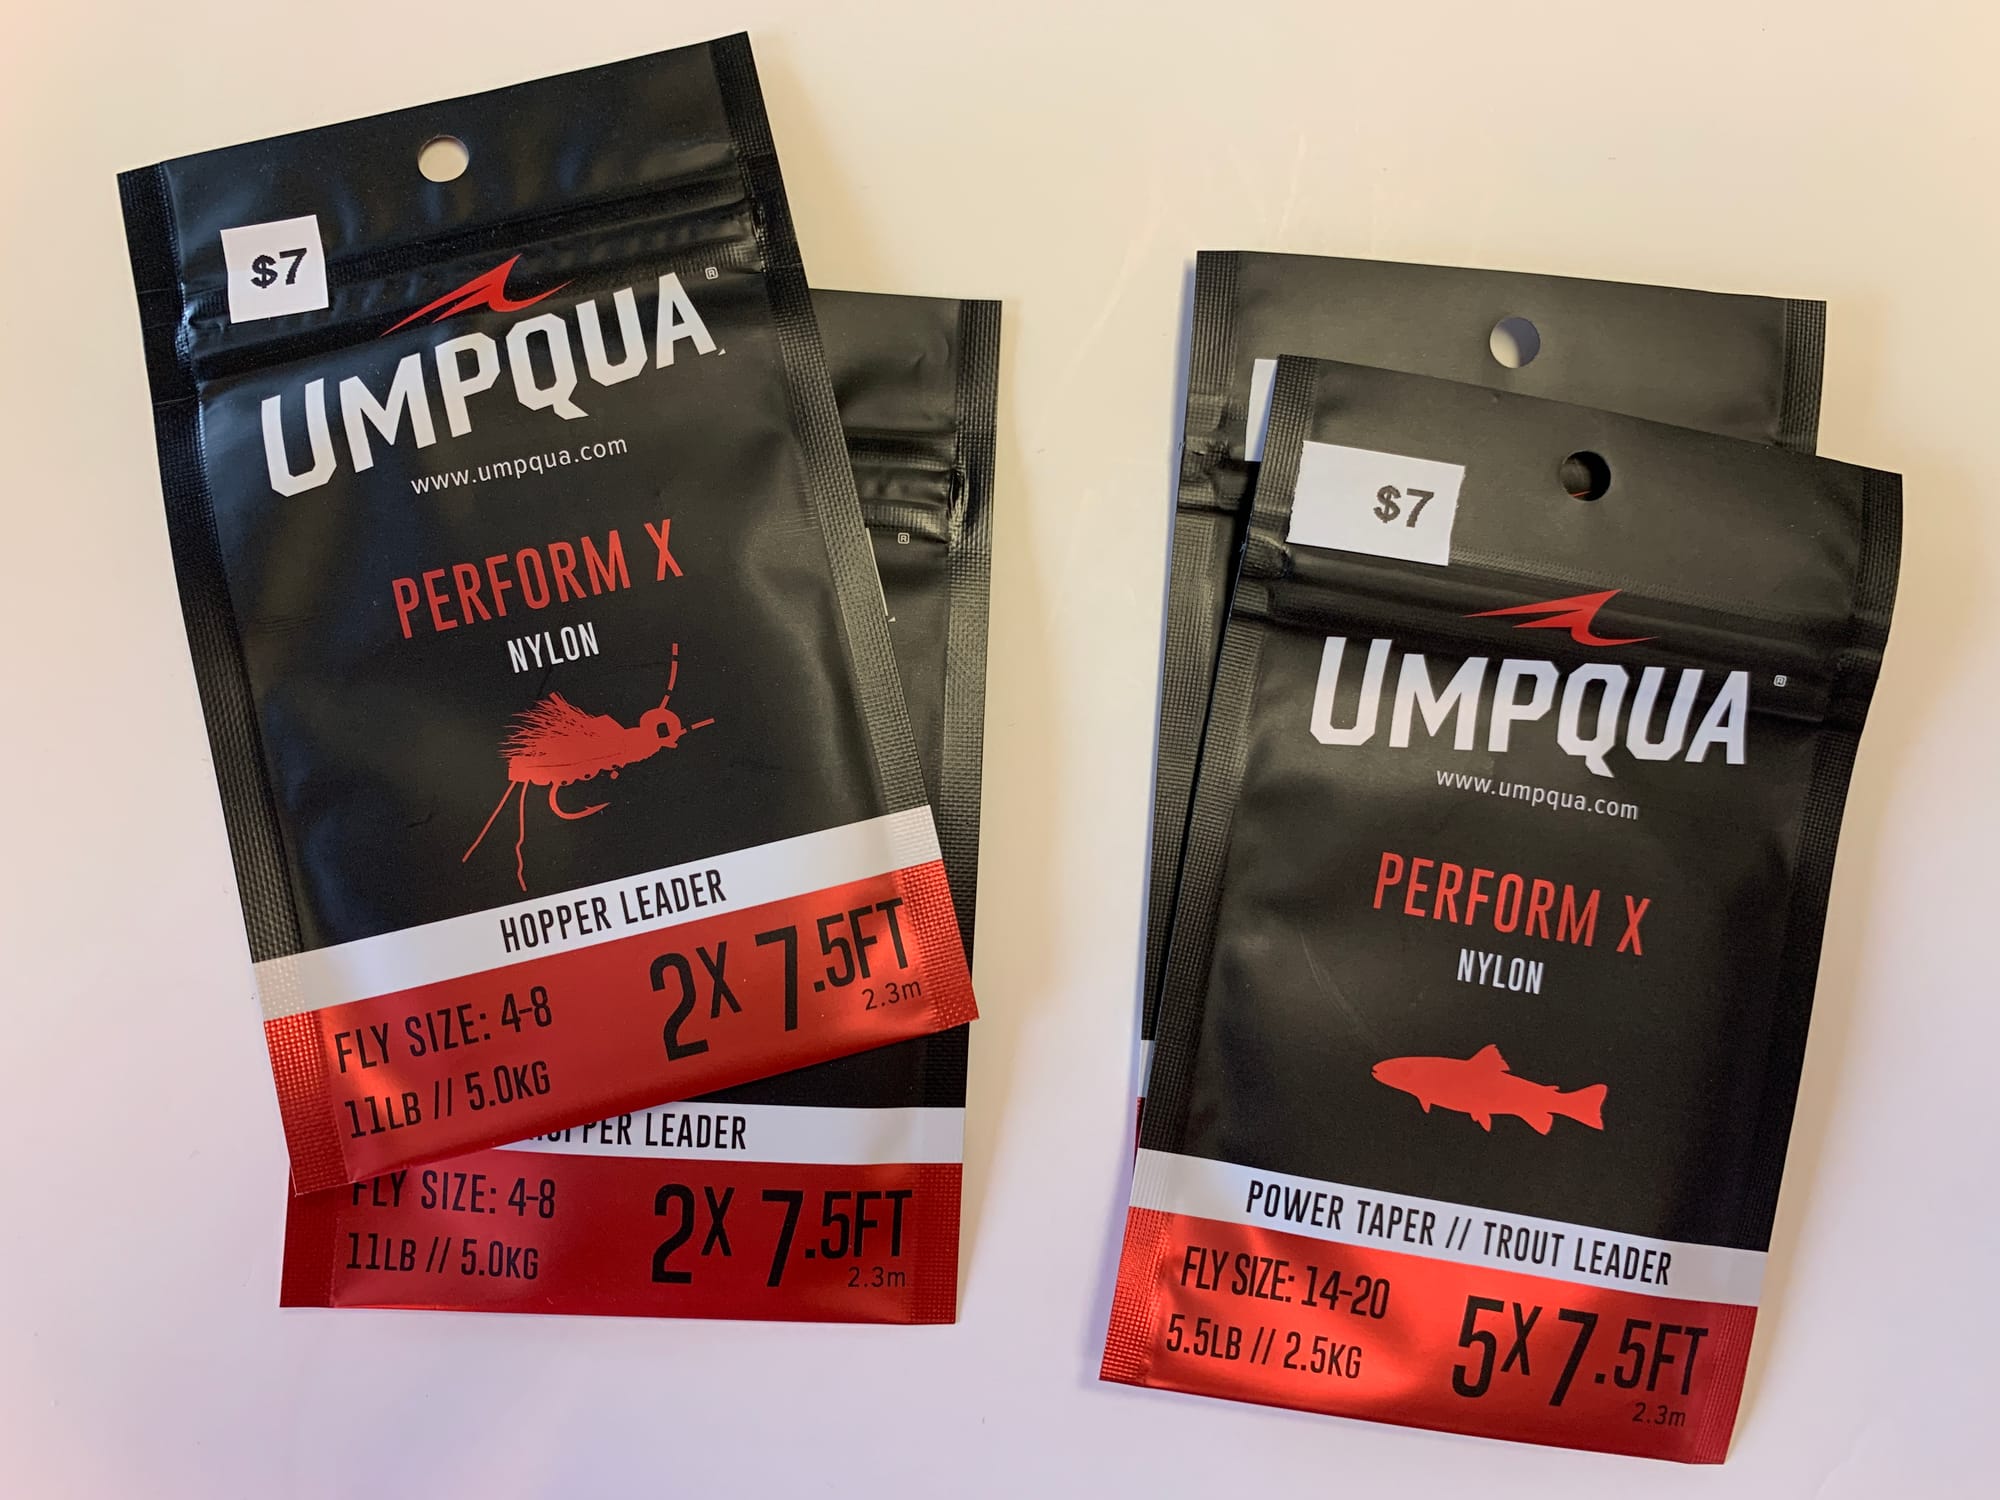 $7
UMPQUA®
www.umpqua.com
PERFORM X
NYLON
HOPPER LEADER
FLY SIZE: 4-8
11LB // 5.0KG
2X 7.5FT
2.3m
®
HOPPER LEADER
FLY SIZE: 4-8
11LB // 5.0KG
2X 7.5FT
2.3m
$7
UMPQUA®
www.umpqua.com
PERFORM X
NYLON
POWER TAPER // TROUT LEADER
FLY SIZE: 14-20
5.5LB // 2.5KG
5X 7.5FT
2.3m